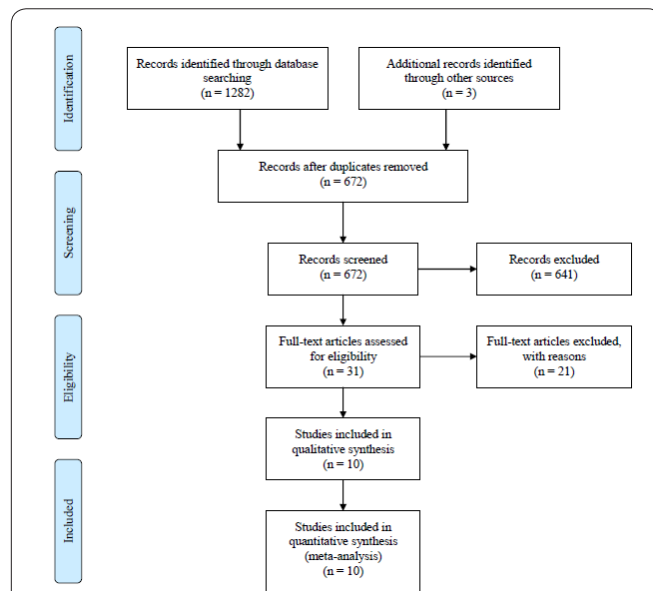 Identification
Records identified through database
searching
(n = 1282)
Additional records identified
through other sources
(n = 3)
Records after duplicates removed
(n = 672)
Screening
Records screened
(n = 672)
Records excluded
(n = 641)
Eligibility
Full-text articles assessed
for eligibility
(n = 31)
Full-text articles excluded,
with reasons
(n = 21)
Studies included in
qualitative synthesis
(n = 10)
Included
Studies included in
quantitative synthesis
(meta-analysis)
(n = 10)